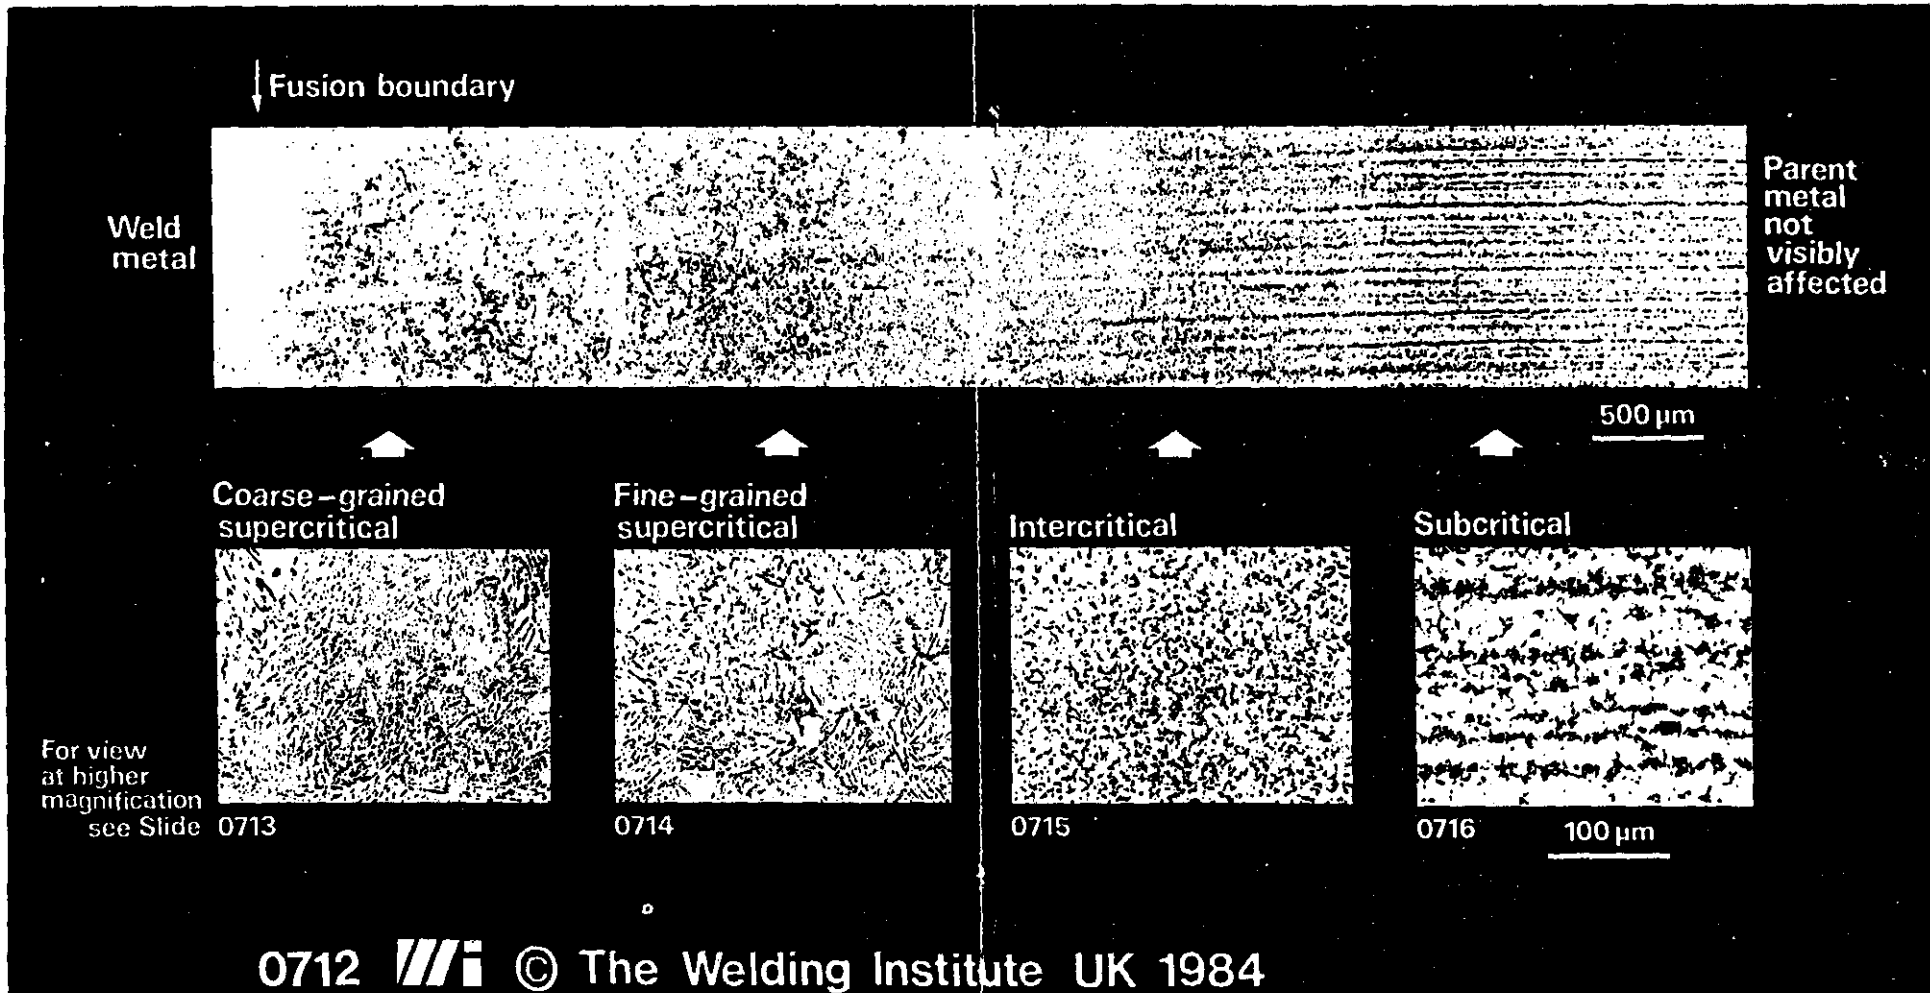 Fusion boundary
Weld
metal
Parent
metal
not
visibly
affected
500 µm
Coarse-grained
supercritical
Fine-grained
supercritical
Intercritical
Subcritical
For view
at higher
magnification
see Slide
0713
0714
0715
0716
100 µm
0712 Wi © The Welding Institute UK 1984